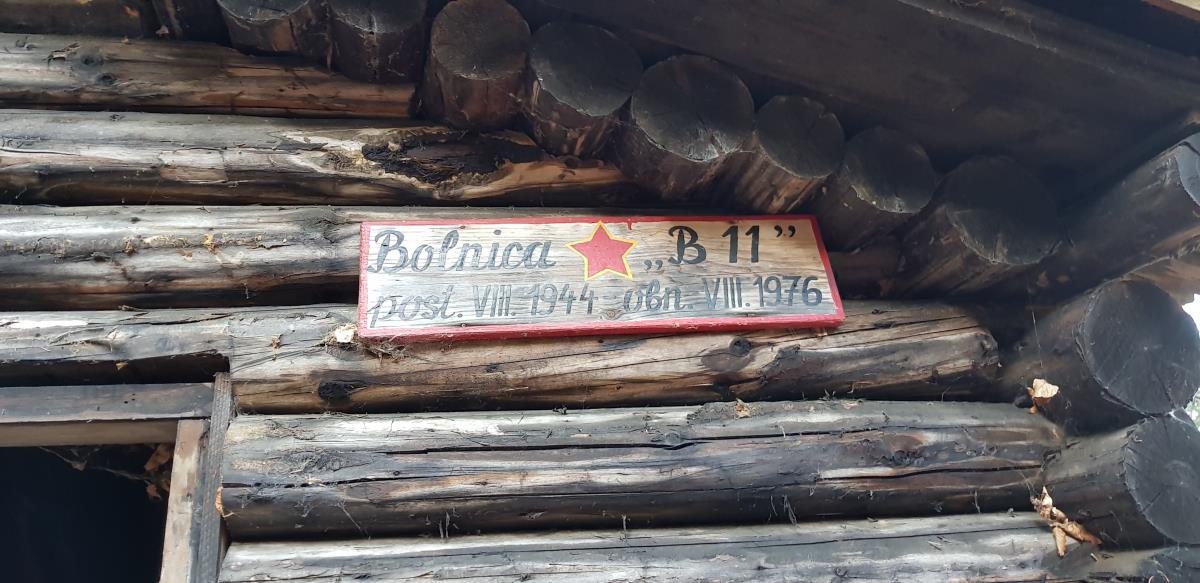 Bolnica „B 11”
post. VIII. 1944 obn. VIII. 1976